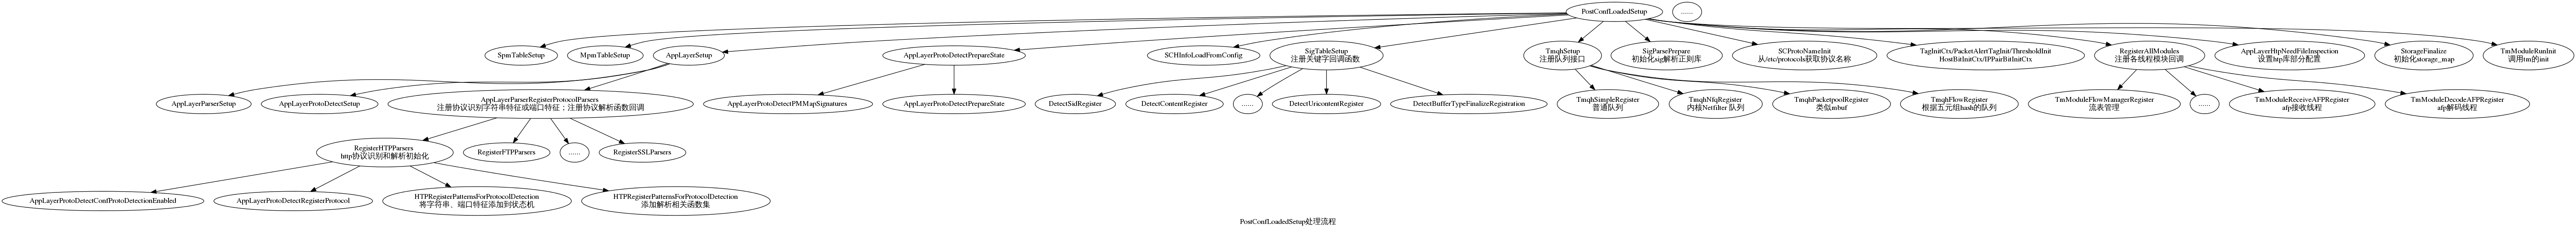 PostConfLoadedSetup
......
SpmTableSetup
MpmTableSetup
AppLayerSetup
AppLayerProtoDetectPrepareState
SCHInfoLoadFromConfig
SigTableSetup
注册关键字回调函数
TmqhSetup
注册队列接口
SigParsePrepare
初始化sig解析正则库
SCProtoNameInit
从/etc/protocols获取协议名称
TagInitCtx/PacketAlertTagInit/ThresholdInit
HostBitInitCtx/IPPairBitInitCtx
RegisterAllModules
注册各线程模块回调
AppLayerHtpNeedFileInspection
设置htp库部分配置
StorageFinalize
初始化storage_map
TmModuleRunInit
调用tm的init
AppLayerParserSetup
AppLayerProtoDetectSetup
AppLayerParserRegisterProtocolParsers
注册协议识别字符串特征或端口特征；注册协议解析函数回调
AppLayerProtoDetectPMMapSignatures
AppLayerProtoDetectPrepareState
DetectSidRegister
DetectContentRegister
......
DetectUricontentRegister
DetectBufferTypeFinalizeRegistration
TmqhSimpleRegister
普通队列
TmqhNfqRegister
内核Netfilter 队列
TmqhPacketpoolRegister
类似mbuf
TmqhFlowRegister
根据五元组hash的队列
TmModuleFlowManagerRegister
流表管理
......
TmModuleReceiveAFPRegister
afp接收线程
TmModuleDecodeAFPRegister
afp解码线程
RegisterHTPParsers
http协议识别和解析初始化
RegisterFTPParsers
......
RegisterSSLParsers
AppLayerProtoDetectConfProtoDetectionEnabled
AppLayerProtoDetectRegisterProtocol
HTPRegisterPatternsForProtocolDetection
将字符串、端口特征添加到状态机
HTPRegisterPatternsForProtocolDetection
添加解析相关函数集
PostConfLoadedSetup处理流程